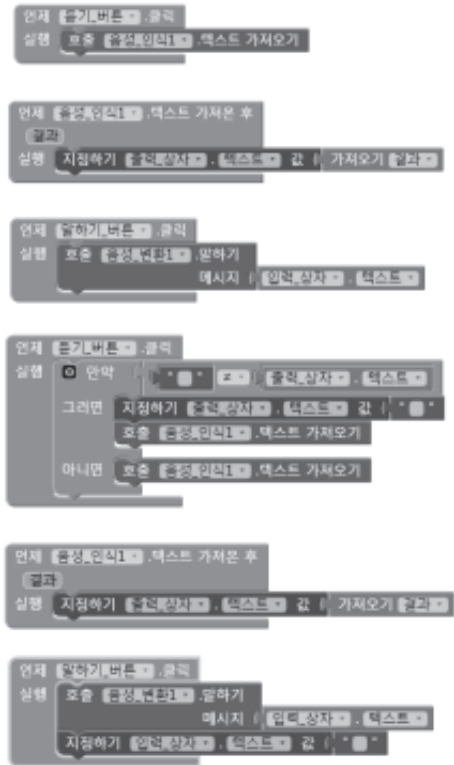 언제 듣기_버튼 .클릭
실행 호출 음성_인식1 .텍스트 가져오기
언제 음성_인식1 .텍스트 가져온 후
결과
실행 지정하기 출력_상자 . 텍스트 값 가져오기 결과
언제 말하기_버튼 .클릭
실행 호출 음성_변환1 .말하기
메시지 입력_상자 . 텍스트
언제 듣기_버튼 .클릭
실행 만약 " " ≠ 출력_상자 . 텍스트
그러면 지정하기 출력_상자 . 텍스트 값 " "
호출 음성_인식1 .텍스트 가져오기
아니면 호출 음성_인식1 .텍스트 가져오기
언제 음성_인식1 .텍스트 가져온 후
결과
실행 지정하기 출력_상자 . 텍스트 값 가져오기 결과
언제 말하기_버튼 .클릭
실행 호출 음성_변환1 .말하기
메시지 입력_상자 . 텍스트
지정하기 입력_상자 . 텍스트 값 " "